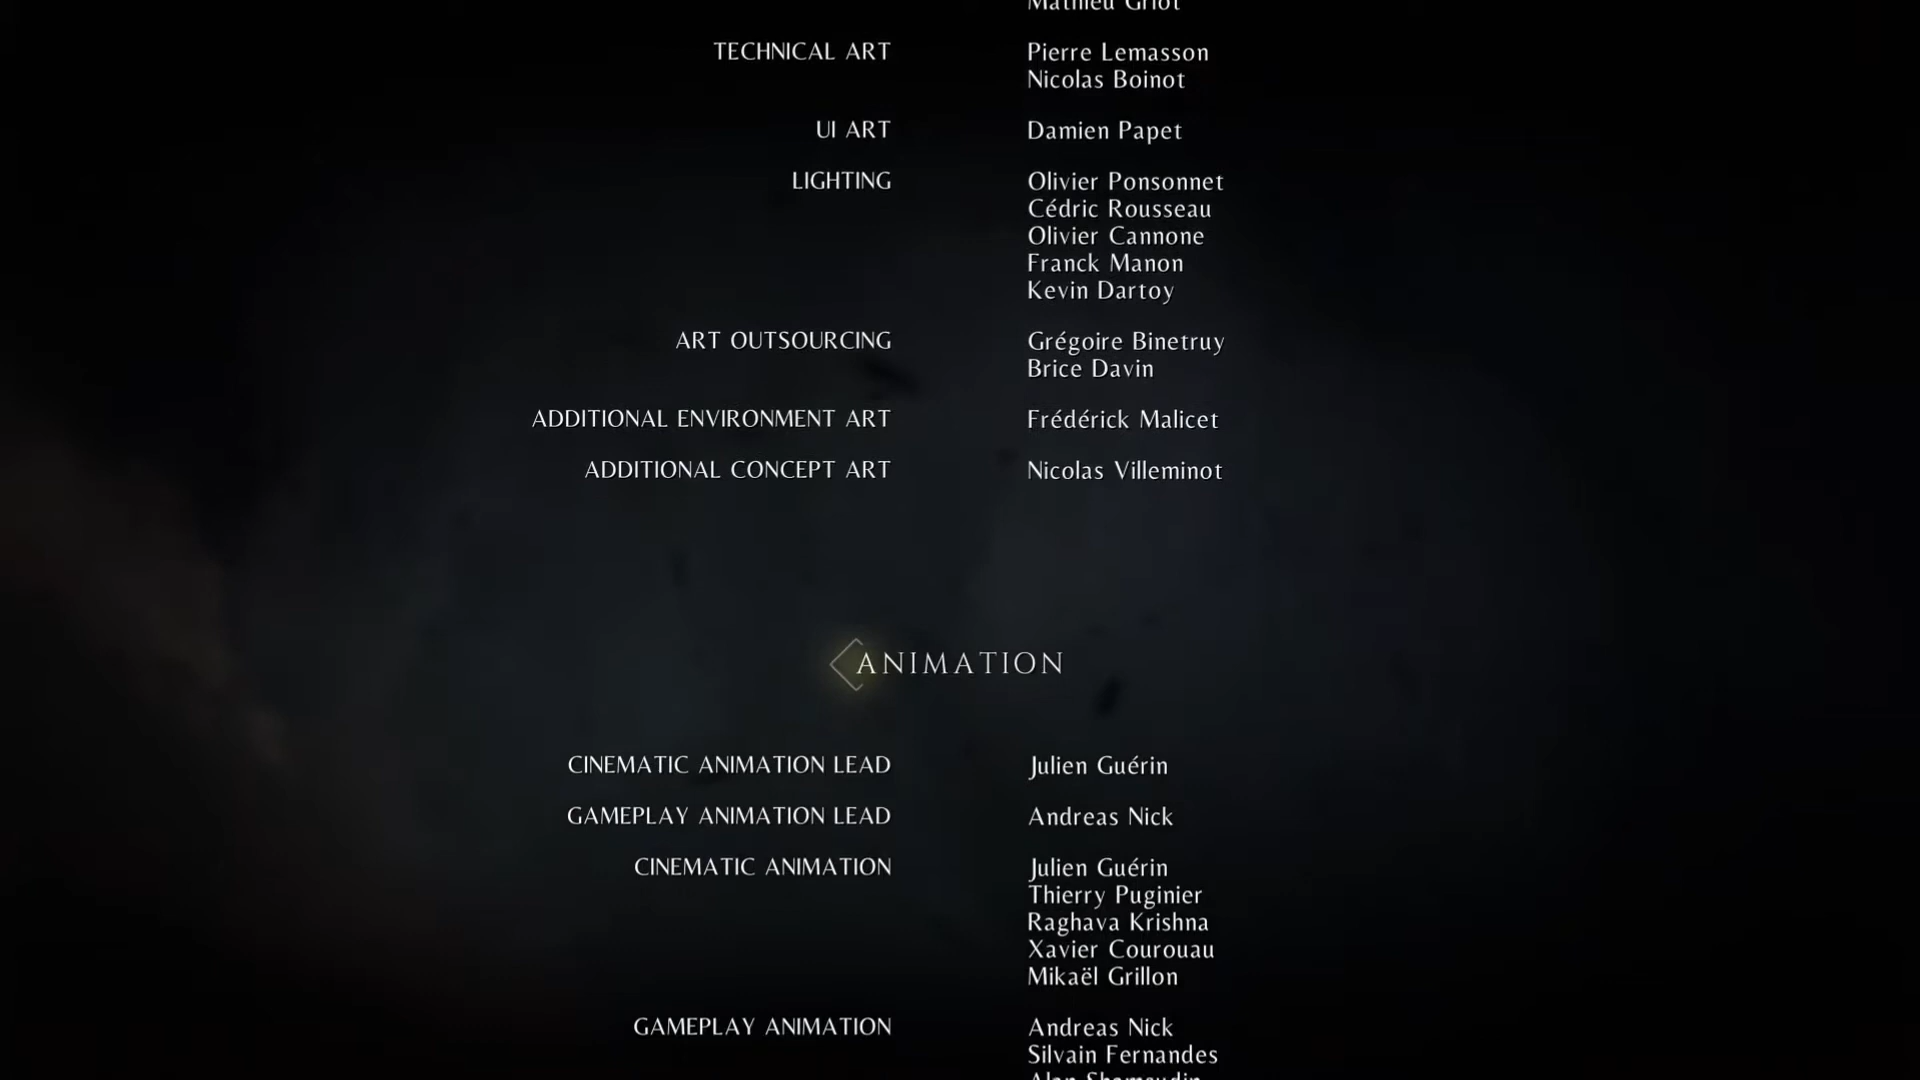 Mathieu Griot
TECHNICAL ART Pierre Lemasson
Nicolas Boinot
UI ART Damien Papet
LIGHTING Olivier Ponsonnet
Cédric Rousseau
Olivier Cannone
Franck Manon
Kevin Dartoy
ART OUTSOURCING Grégoire Binetruy
Brice Davin
ADDITIONAL ENVIRONMENT ART Frédérick Malicet
ADDITIONAL CONCEPT ART Nicolas Villeminot
ANIMATION
CINEMATIC ANIMATION LEAD Julien Guérin
GAMEPLAY ANIMATION LEAD Andreas Nick
CINEMATIC ANIMATION Julien Guérin
Thierry Puginier
Raghava Krishna
Xavier Courouau
Mikaël Grillon
GAMEPLAY ANIMATION Andreas Nick
Silvain Fernandes